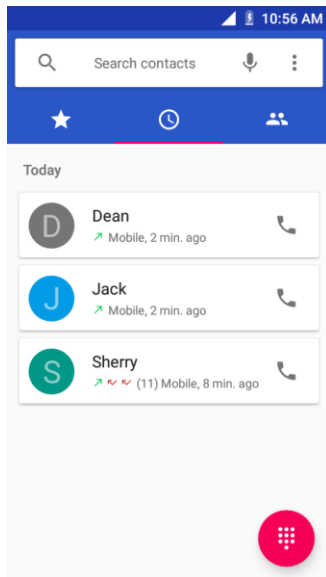 10:56 AM
Search contacts
Today
D
Dean
Mobile, 2 min. ago
J
Jack
Mobile, 2 min. ago
S
Sherry
(11) Mobile, 8 min. ago